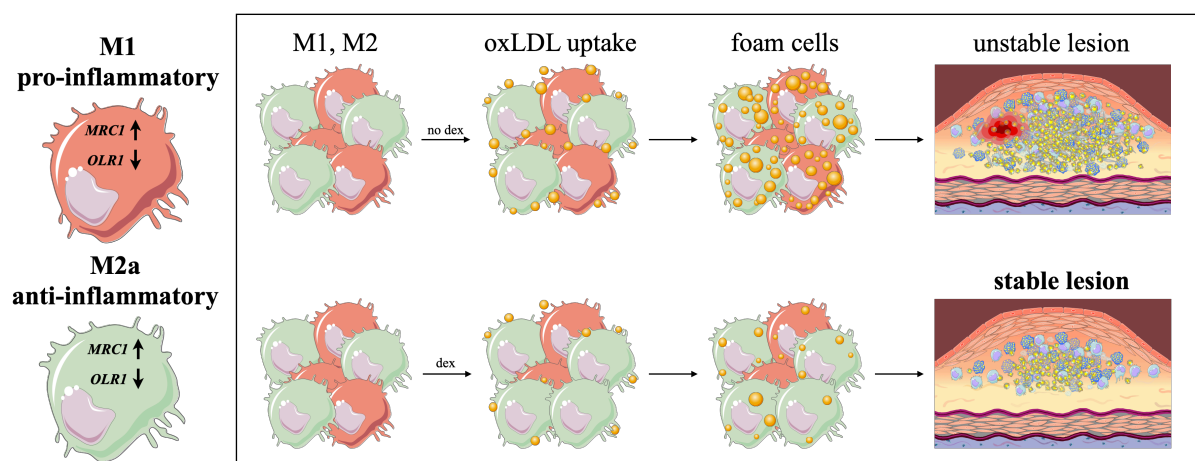 M1
pro-inflammatory
MRC1 ↑
OLR1 ↓
M2a
anti-inflammatory
MRC1 ↑
OLR1 ↓
M1, M2
oxLDL uptake
foam cells
unstable lesion
no dex
stable lesion
dex